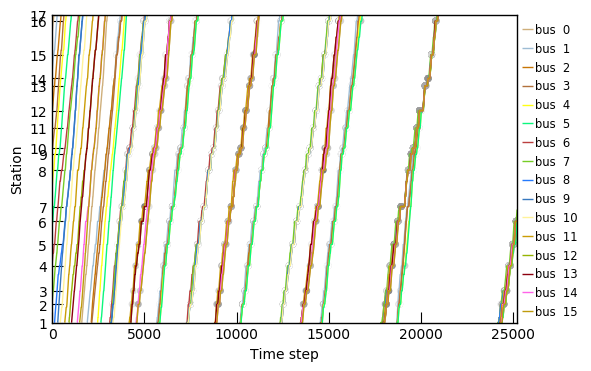 17
16
15
14
13
12
11
10
9
8
7
6
5
4
3
2
1
Station
0 5000 10000 15000 20000 25000
Time step
bus 0
bus 1
bus 2
bus 3
bus 4
bus 5
bus 6
bus 7
bus 8
bus 9
bus 10
bus 11
bus 12
bus 13
bus 14
bus 15